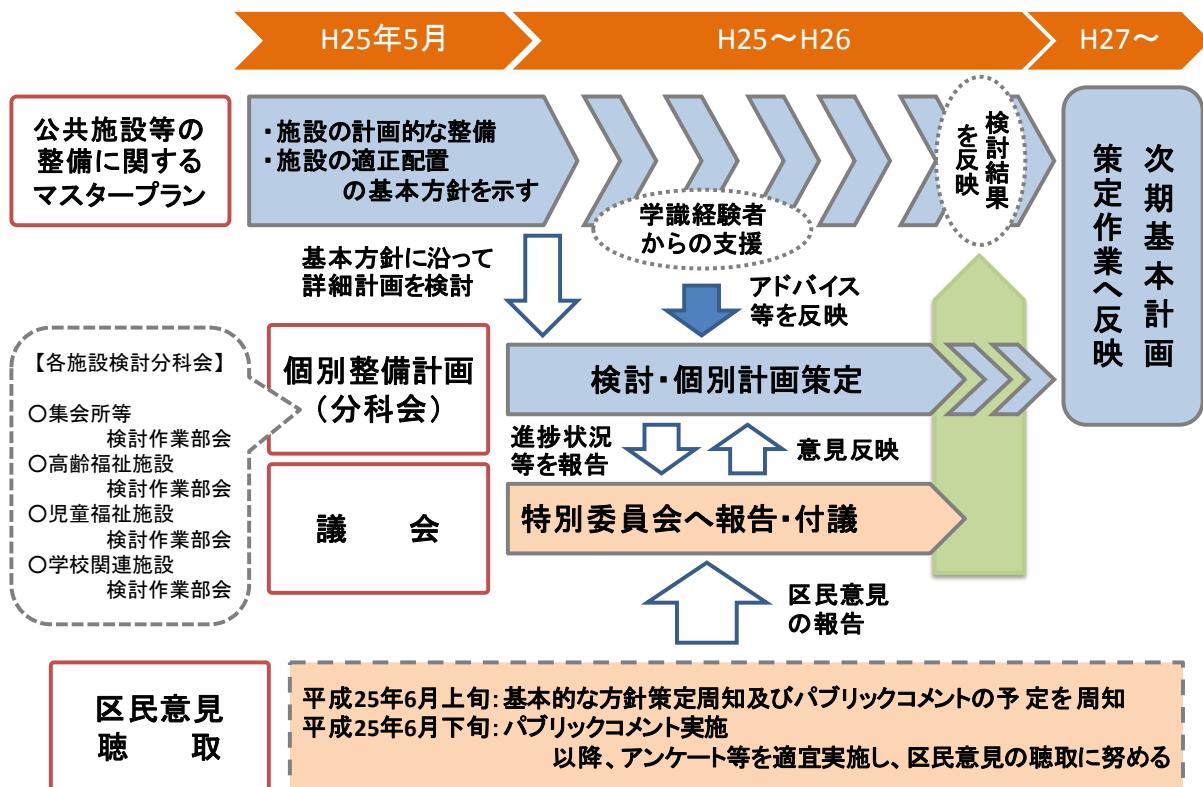 H25年5月
H25～H26
H27～
公共施設等の
整備に関する
マスタープラン
・施設の計画的な整備
・施設の適正配置
の基本方針を示す
検討結果
を反映
次期基本計画
策定作業へ反映
学識経験者
からの支援
基本方針に沿って
詳細計画を検討
アドバイス
等を反映
【各施設検討分科会】
○集会所等
検討作業部会
○高齢福祉施設
検討作業部会
○児童福祉施設
検討作業部会
○学校関連施設
検討作業部会
個別整備計画
（分科会）
検討・個別計画策定
進捗状況
等を報告
意見反映
議　会
特別委員会へ報告・付議
区民意見
の報告
区民意見
聴　取
平成25年6月上旬：基本的な方針策定周知及びパブリックコメントの予定を周知
平成25年6月下旬：パブリックコメント実施
以降、アンケート等を適宜実施し、区民意見の聴取に努める